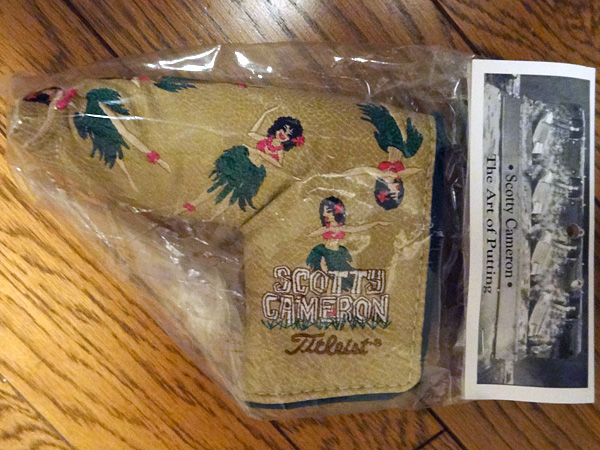 SCOTTY
CAMERON
Titleist®
• Scotty Cameron •
The Art of Putting